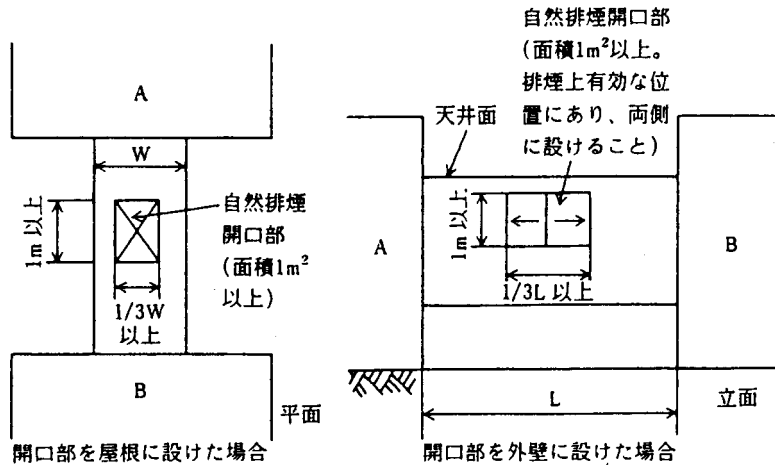 A
W
1m以上
自然排煙
開口部
(面積1m²
以上)
1/3W
以上
B
平面
開口部を屋根に設けた場合
自然排煙開口部
(面積1m²以上。
排煙上有効な位
置にあり、両側
に設けること)
天井面
A
1m以上
B
1/3L以上
L
立面
開口部を外壁に設けた場合